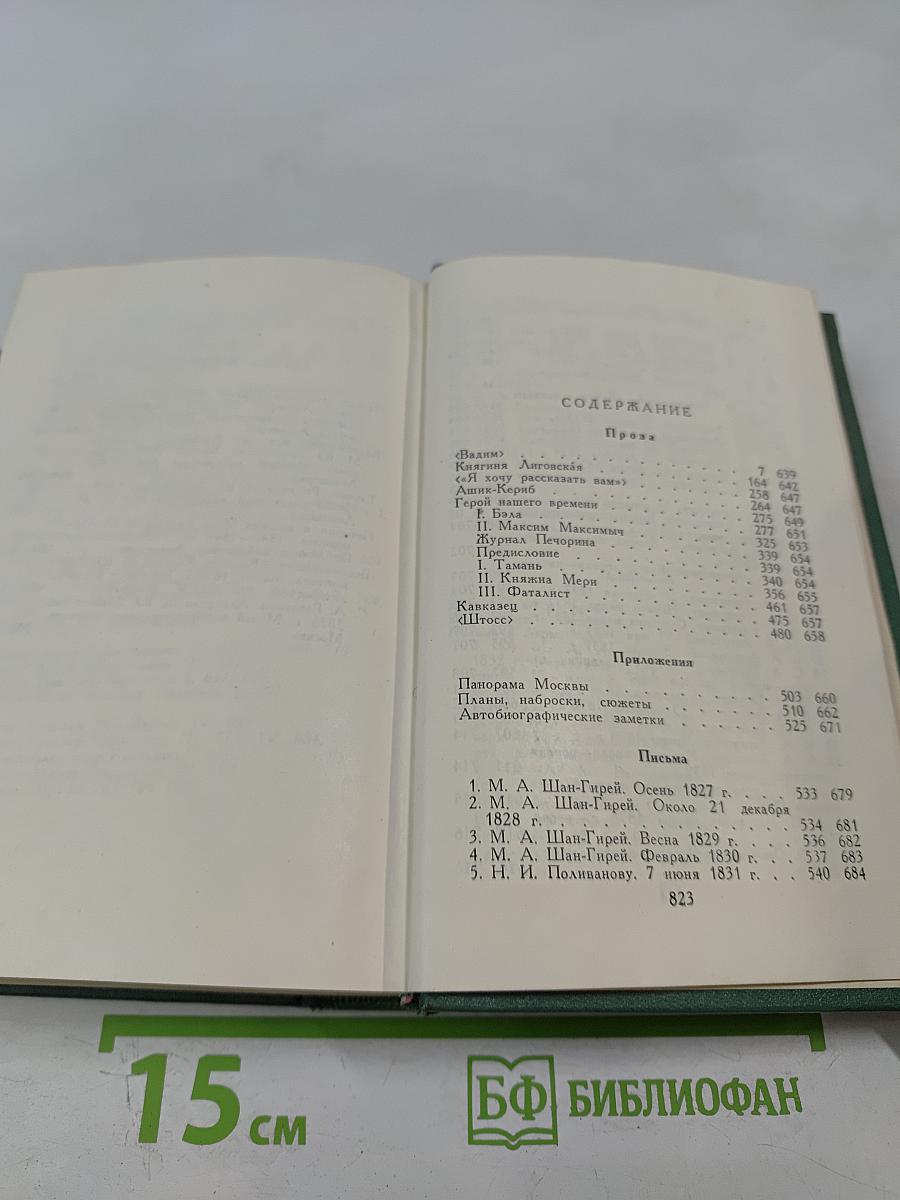 СОДЕРЖАНИЕ
Проза
‹Вадим› . . . . . . . . . . . . . . 7 639
Княгиня Лиговская . . . . . . . . . 164 642
‹«Я хочу рассказать вам»› . . . . . . . 258 647
Ашик-Кериб . . . . . . . . . . . . 264 647
Герой нашего времени . . . . . . . . 275 649
I. Бэла . . . . . . . . . . . . . 277 651
II. Максим Максимыч . . . . . . . 325 653
Журнал Печорина . . . . . . . . 339 654
Предисловие . . . . . . . . . . 339 654
I. Тамань . . . . . . . . . . . . 340 654
II. Княжна Мери . . . . . . . . . 356 655
III. Фаталист . . . . . . . . . . . 461 657
Кавказец . . . . . . . . . . . . . 475 657
‹Штосс› . . . . . . . . . . . . . . 480 658
Приложения
Панорама Москвы . . . . . . . . . . 503 660
Планы, наброски, сюжеты . . . . . . . 510 662
Автобиографические заметки . . . . . . 525 671
Письма
1. М. А. Шан-Гирей. Осень 1827 г. . . . 533 679
2. М. А. Шан-Гирей. Около 21 декабря
1828 г. . . . . . . . . . . . . . 534 681
3. М. А. Шан-Гирей. Весна 1829 г. . . . 536 682
4. М. А. Шан-Гирей. Февраль 1830 г. . . 537 683
5. Н. И. Поливанову. 7 июня 1831 г. . . 540 684
823
15 см
БФ БИБЛИОФАН